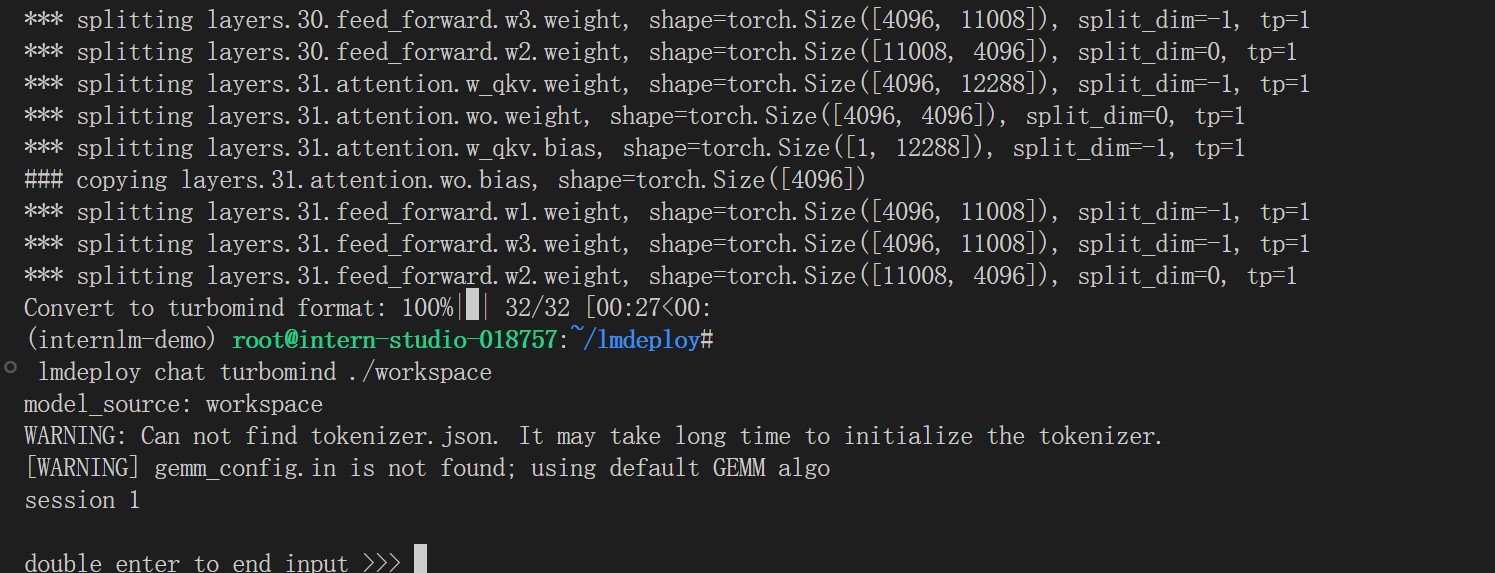 *** splitting layers.30.feed_forward.w3.weight, shape=torch.Size([4096, 11008]), split_dim=-1, tp=1
*** splitting layers.30.feed_forward.w2.weight, shape=torch.Size([11008, 4096]), split_dim=0, tp=1
*** splitting layers.31.attention.w_qkv.weight, shape=torch.Size([4096, 12288]), split_dim=-1, tp=1
*** splitting layers.31.attention.wo.weight, shape=torch.Size([4096, 4096]), split_dim=0, tp=1
*** splitting layers.31.attention.w_qkv.bias, shape=torch.Size([1, 12288]), split_dim=-1, tp=1
### copying layers.31.attention.wo.bias, shape=torch.Size([4096])
*** splitting layers.31.feed_forward.w1.weight, shape=torch.Size([4096, 11008]), split_dim=-1, tp=1
*** splitting layers.31.feed_forward.w3.weight, shape=torch.Size([4096, 11008]), split_dim=-1, tp=1
*** splitting layers.31.feed_forward.w2.weight, shape=torch.Size([11008, 4096]), split_dim=0, tp=1
Convert to turbomind format: 100%|█| 32/32 [00:27<00:
(internlm-demo) root@intern-studio-018757:~/lmdeploy#
lmdeploy chat turbomind ./workspace
model_source: workspace
WARNING: Can not find tokenizer.json. It may take long time to initialize the tokenizer.
[WARNING] gemm_config.in is not found; using default GEMM algo
session 1
double enter to end input >>>